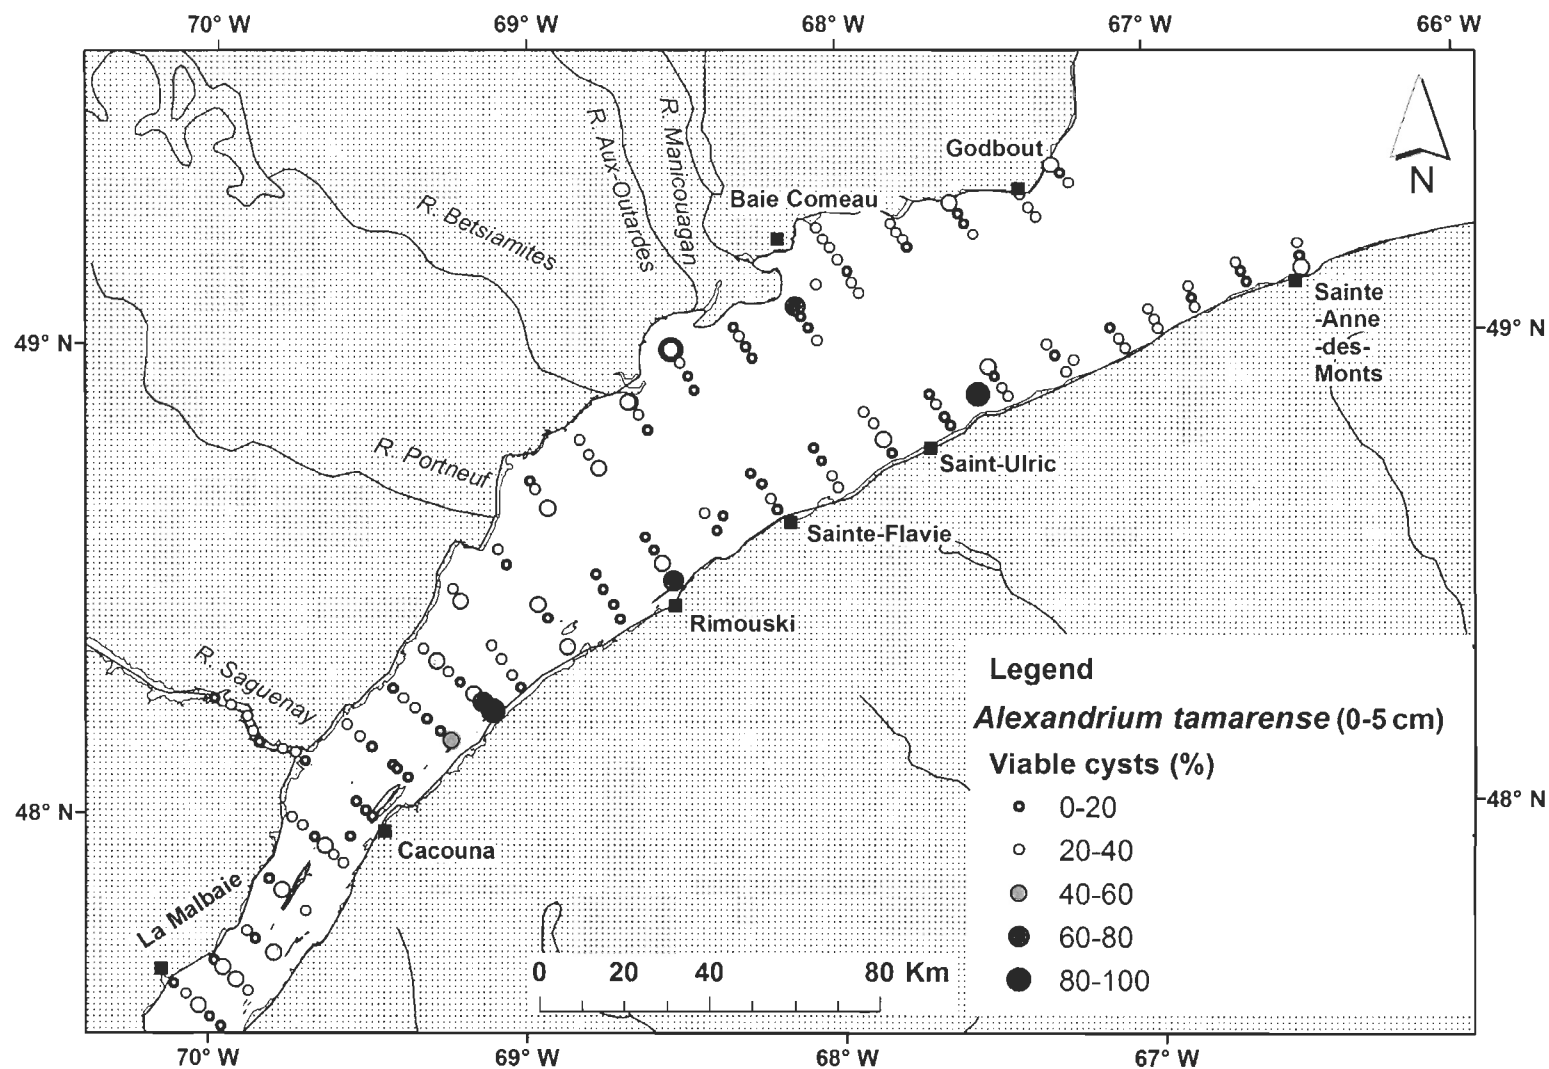 70° W 69° W 68° W 67° W 66° W
Godbout
N
Baie Comeau
R. Manicouagan
R. Aux-Outardes
R. Betsiamites
Sainte
-Anne
-des-
Monts
49° N
49° N
R. Portneuf
Saint-Ulric
Sainte-Flavie
Rimouski
R. Saguenay
Legend
Alexandrium tamarense (0-5 cm)
Viable cysts (%)
0-20
20-40
40-60
60-80
80-100
48° N
48° N
Cacouna
La Malbaie
0 20 40 80 Km
70° W 69° W 68° W 67° W